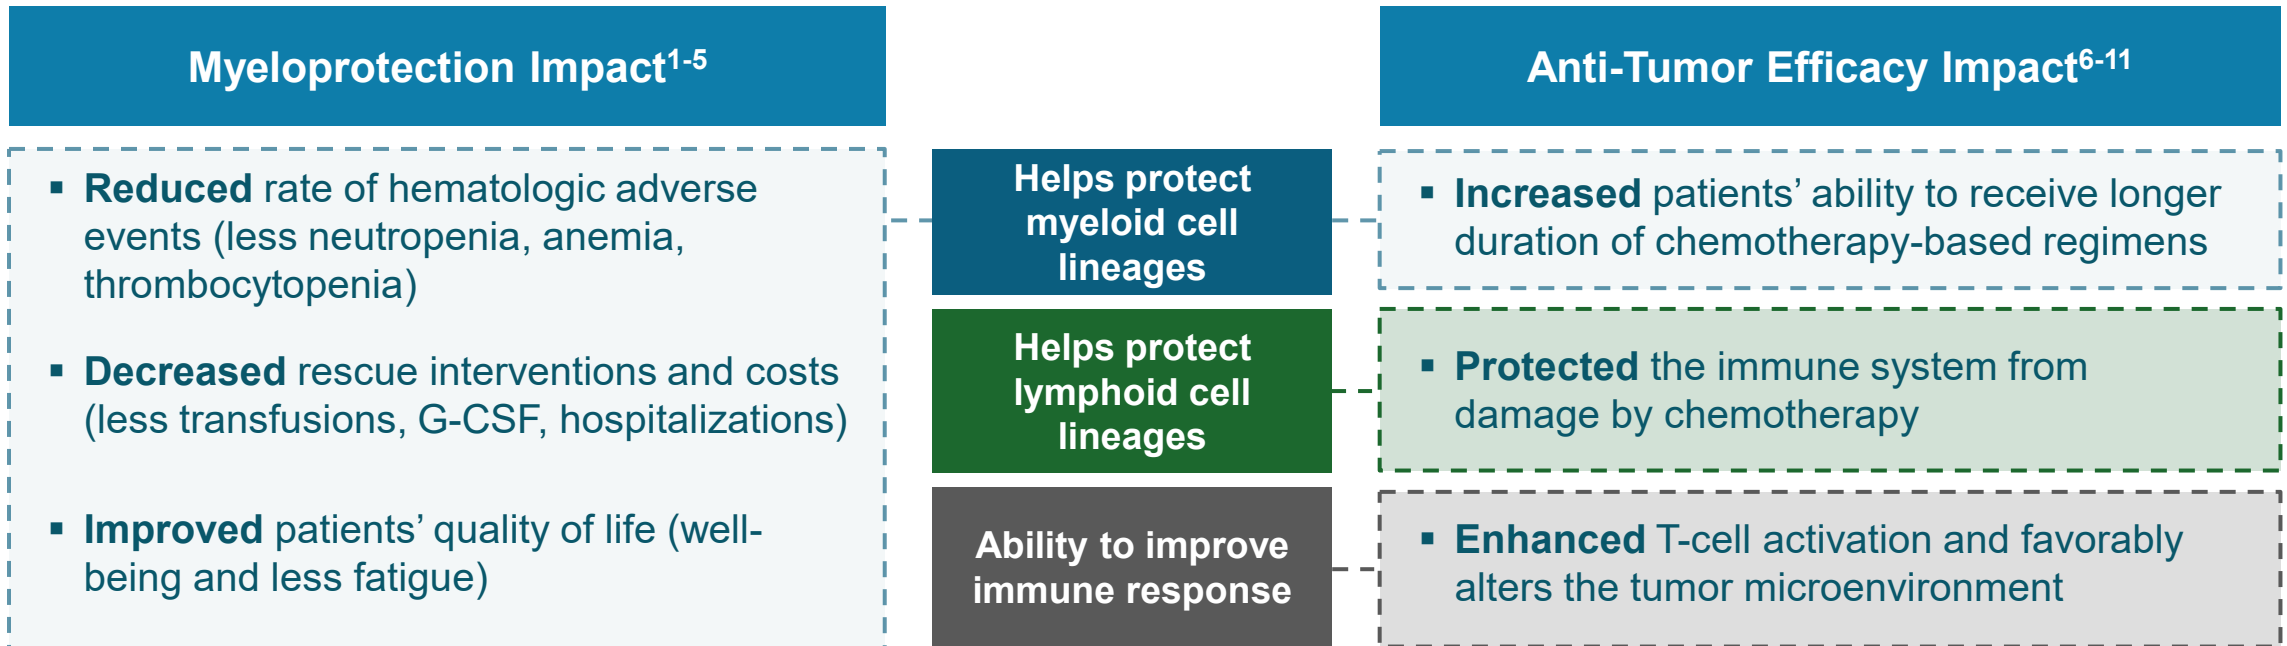 Myeloprotection Impact1-5
▪ Reduced rate of hematologic adverse
events (less neutropenia, anemia,
thrombocytopenia)
▪ Decreased rescue interventions and costs
(less transfusions, G-CSF, hospitalizations)
▪ Improved patients’ quality of life (well-
being and less fatigue)
Helps protect
myeloid cell
lineages
Helps protect
lymphoid cell
lineages
Ability to improve
immune response
Anti-Tumor Efficacy Impact6-11
▪ Increased patients’ ability to receive longer
duration of chemotherapy-based regimens
▪ Protected the immune system from
damage by chemotherapy
▪ Enhanced T-cell activation and favorably
alters the tumor microenvironment